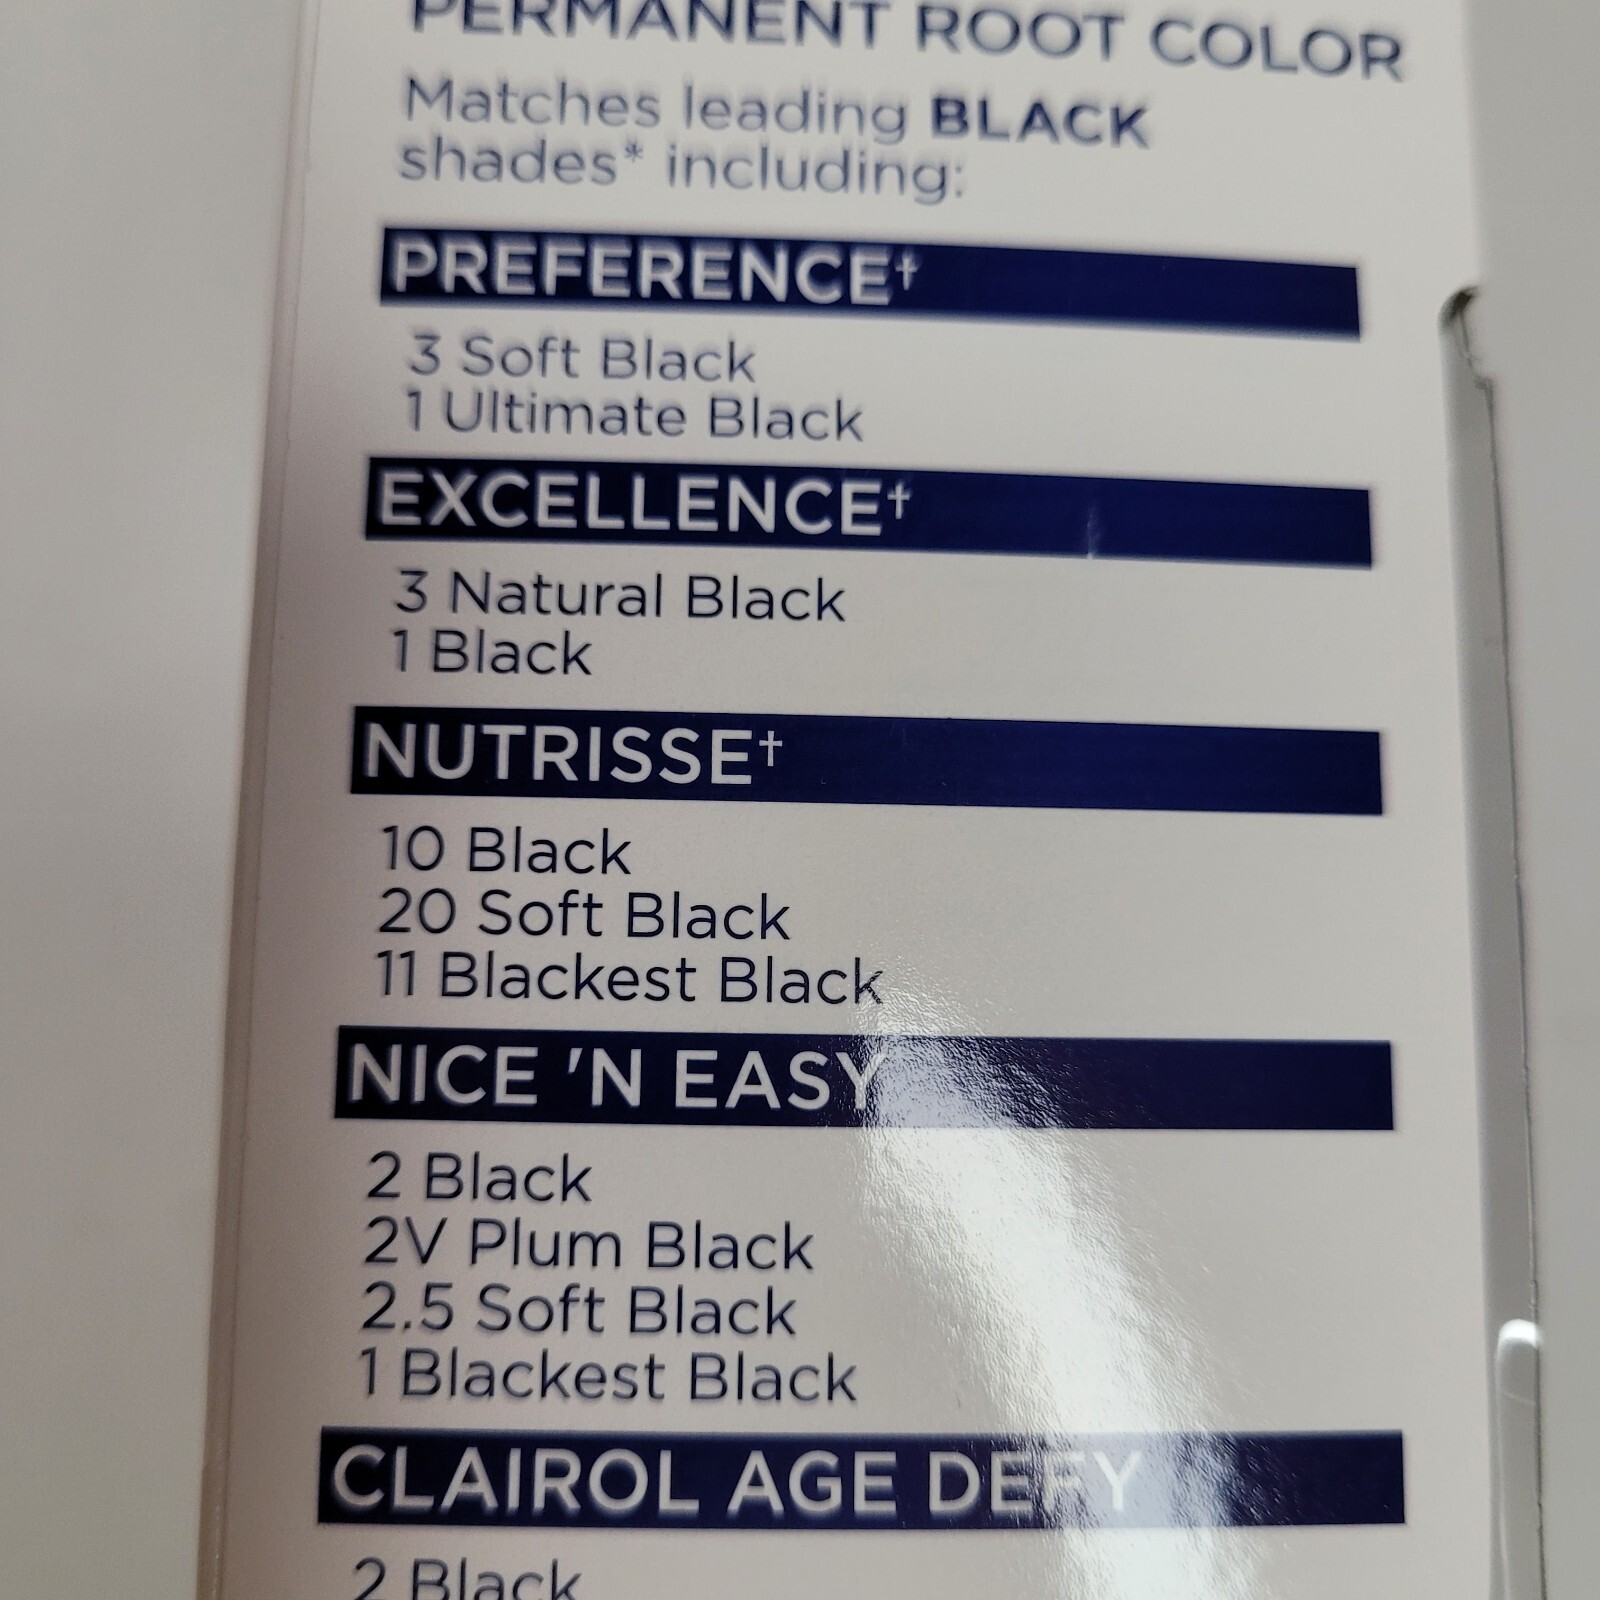 PERMANENT ROOT COLOR
Matches leading BLACK
shades* including:
PREFERENCE†
3 Soft Black
1 Ultimate Black
EXCELLENCE†
3 Natural Black
1 Black
NUTRISSE†
10 Black
20 Soft Black
11 Blackest Black
NICE 'N EASY
2 Black
2V Plum Black
2.5 Soft Black
1 Blackest Black
CLAIROL AGE DEFY
2 Black